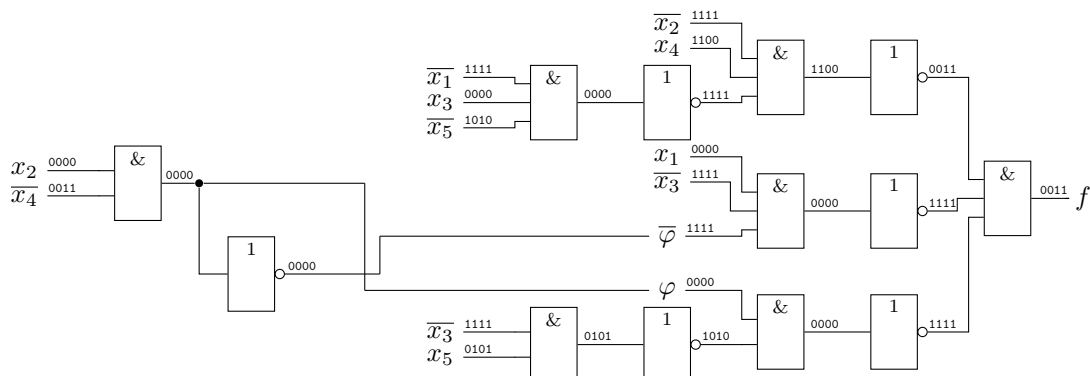 x̅₂ 1111
x₄ 1100
& 1100
1 0011
x̅₁ 1111
x₃ 0000
x̅₅ 1010
& 0000
1 1111
x₂ 0000
x̅₄ 0011
& 0000
x₁ 0000
x̅₃ 1111
φ̅ 1111
& 0000
1 1111
& 0011 f
1 0000
φ 0000
x̅₃ 1111
x₅ 0101
& 0101
1 1010
& 0000
1 1111